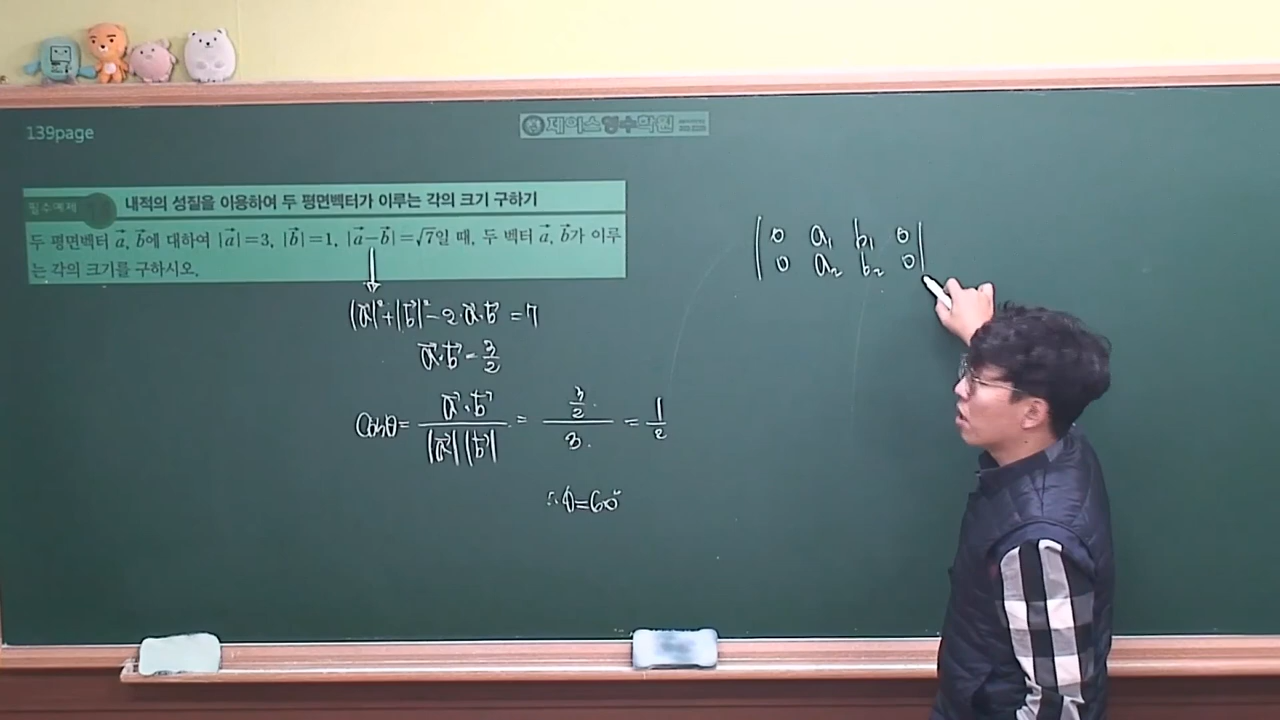 139page
제이스영수학원
필수예제
내적의 성질을 이용하여 두 평면벡터가 이루는 각의 크기 구하기
두 평면벡터 a⃗, b⃗에 대하여 |a⃗|=3, |b⃗|=1, |a⃗−b⃗|=√7일 때, 두 벡터 a⃗, b⃗가 이루
는 각의 크기를 구하시오.
|a⃗|²+|b⃗|²−2a⃗·b⃗=7
a⃗·b⃗=3/2
cosθ= a⃗·b⃗ / |a⃗||b⃗| = 3/2 / 3 = 1/2
∴θ=60°
0 a₁ b₁ 0
0 a₂ b₂ 0